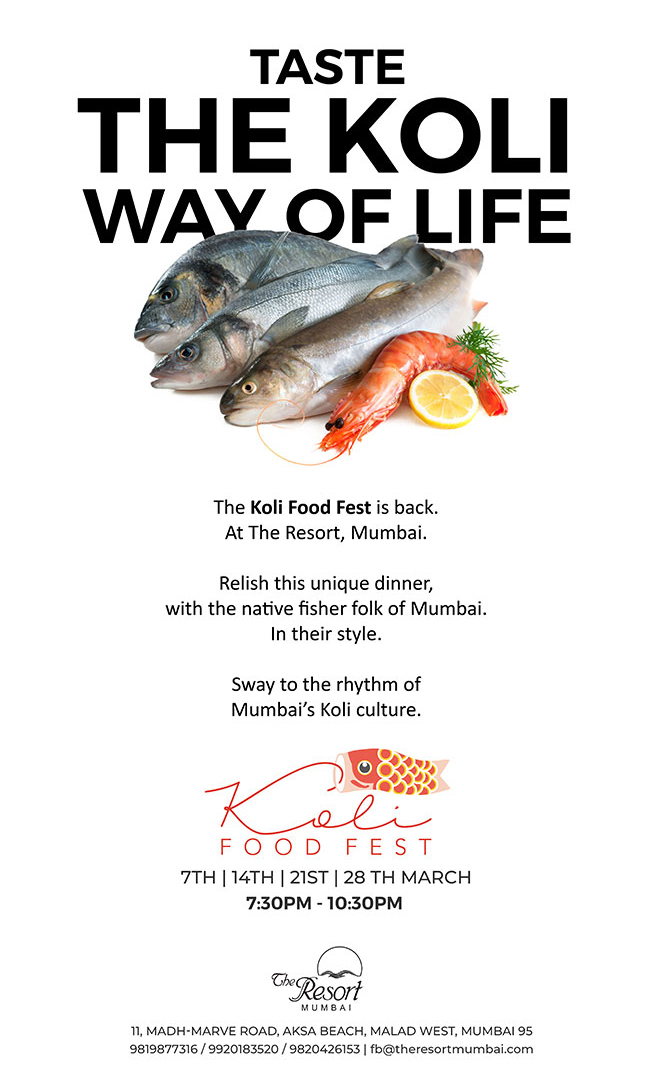 TASTE
THE KOLI
WAY OF LIFE
The Koli Food Fest is back.
At The Resort, Mumbai.
Relish this unique dinner,
with the native fisher folk of Mumbai.
In their style.
Sway to the rhythm of
Mumbai's Koli culture.
Koli
FOOD FEST
7TH | 14TH | 21ST | 28 TH MARCH
7:30PM - 10:30PM
The Resort
MUMBAI
11, MADH-MARVE ROAD, AKSA BEACH, MALAD WEST, MUMBAI 95
9819877316 / 9920183520 / 9820426153 | fb@theresortmumbai.com